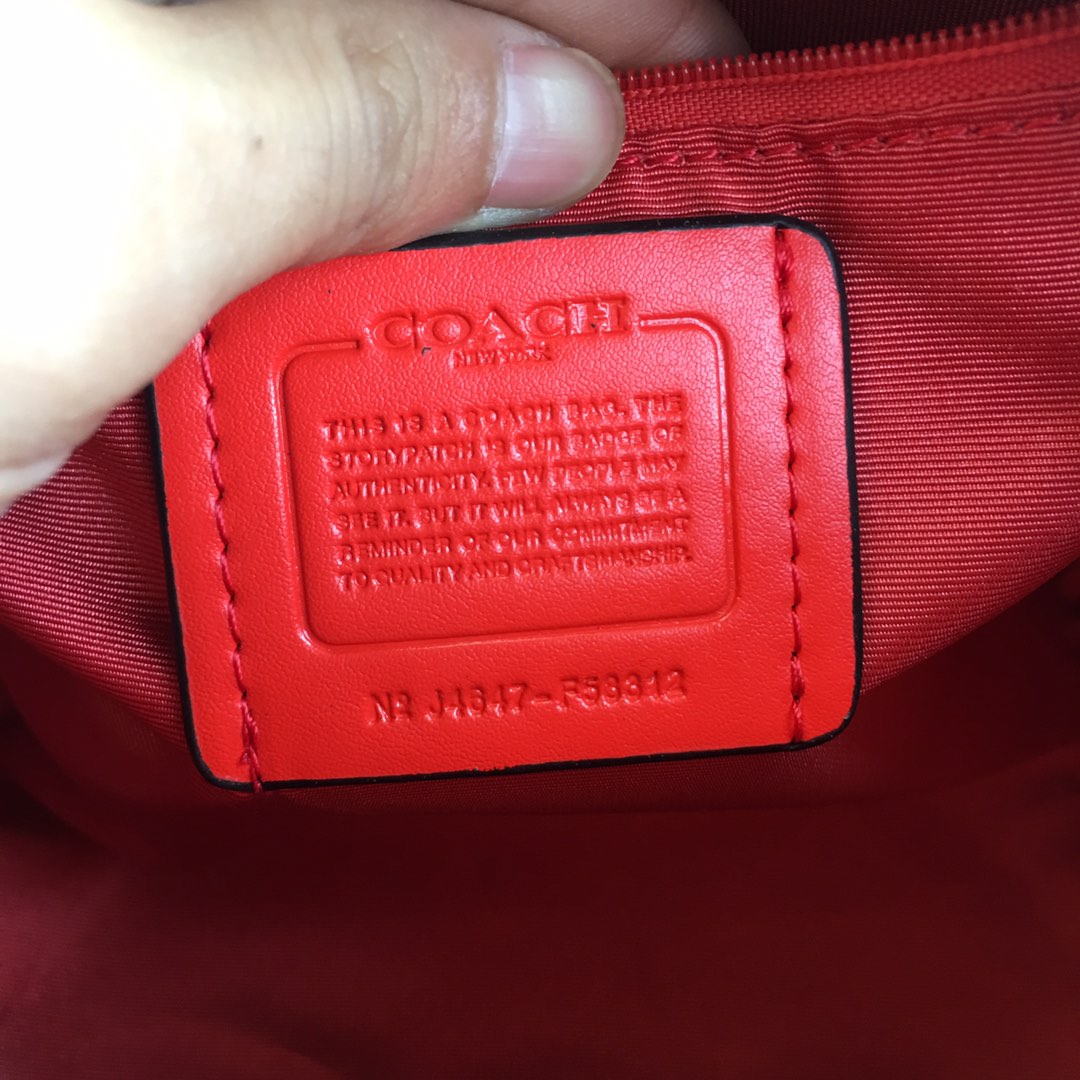 COACH
NEW YORK
THIS IS A COACH BAG. THE
STORYPATCH IS OUR BADGE OF
AUTHENTICITY. FEW PEOPLE MAY
SEE IT. BUT IT WILL ALWAYS BE A
REMINDER OF OUR COMMITMENT
TO QUALITY AND CRAFTSMANSHIP.
Nº J4647-F58312